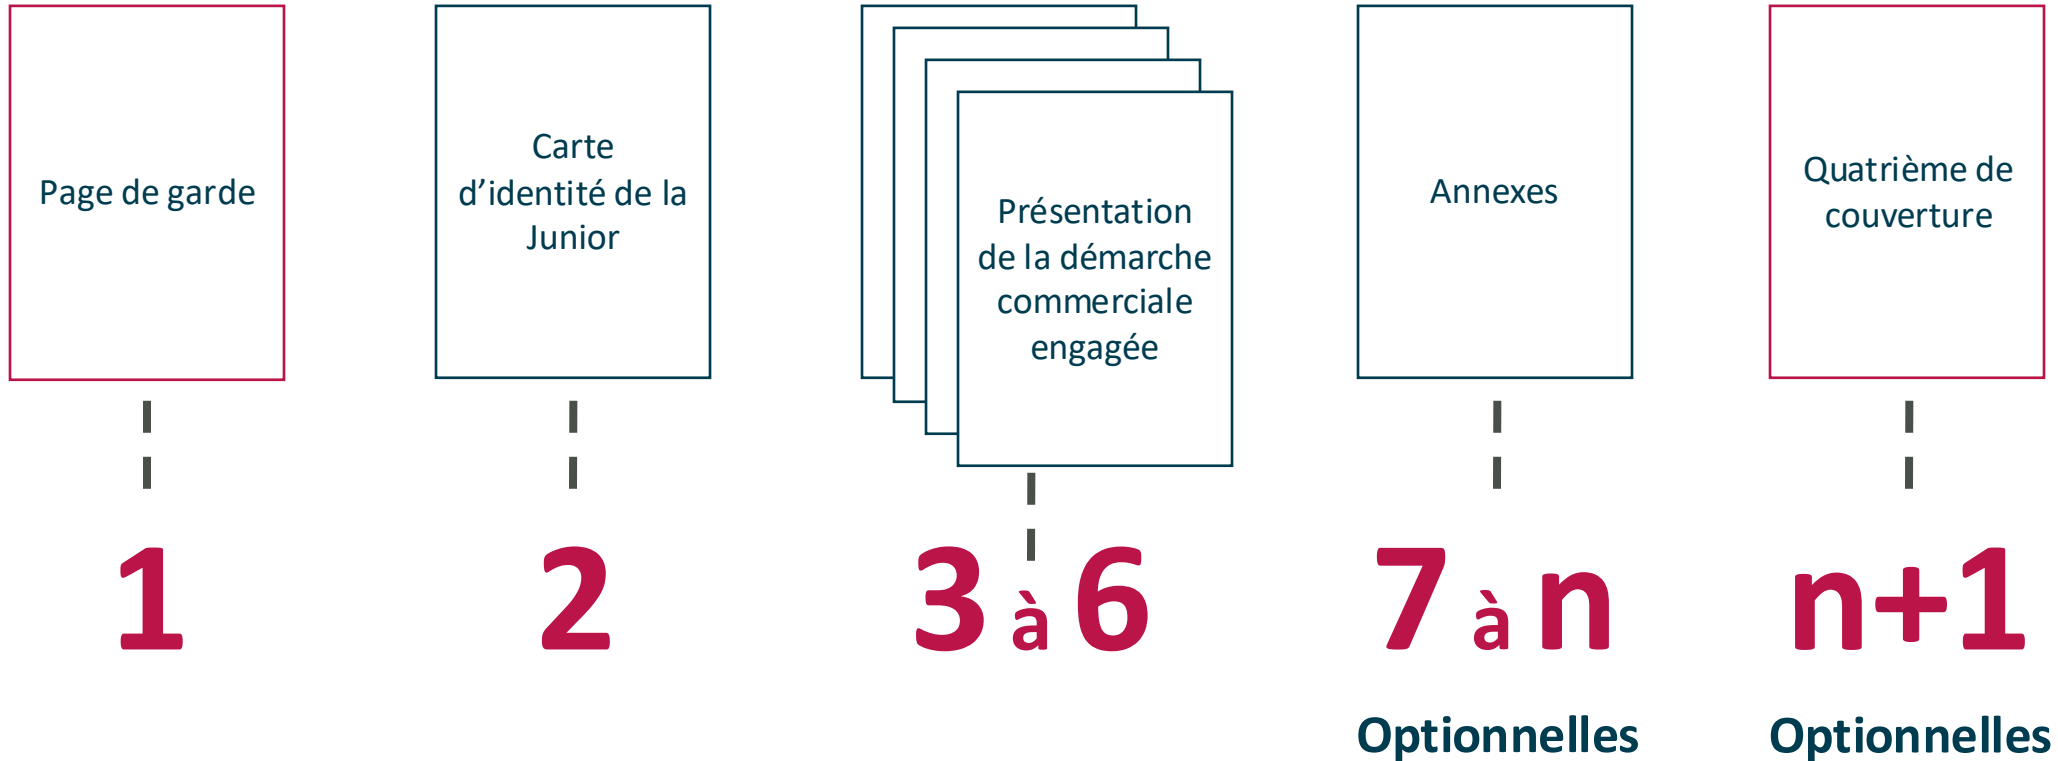 Page de garde
Carte
d’identité de la
Junior
Présentation
de la démarche
commerciale
engagée
Annexes
Quatrième de
couverture
1
2
3 à 6
7 à n
n+1
Optionnelles
Optionnelles